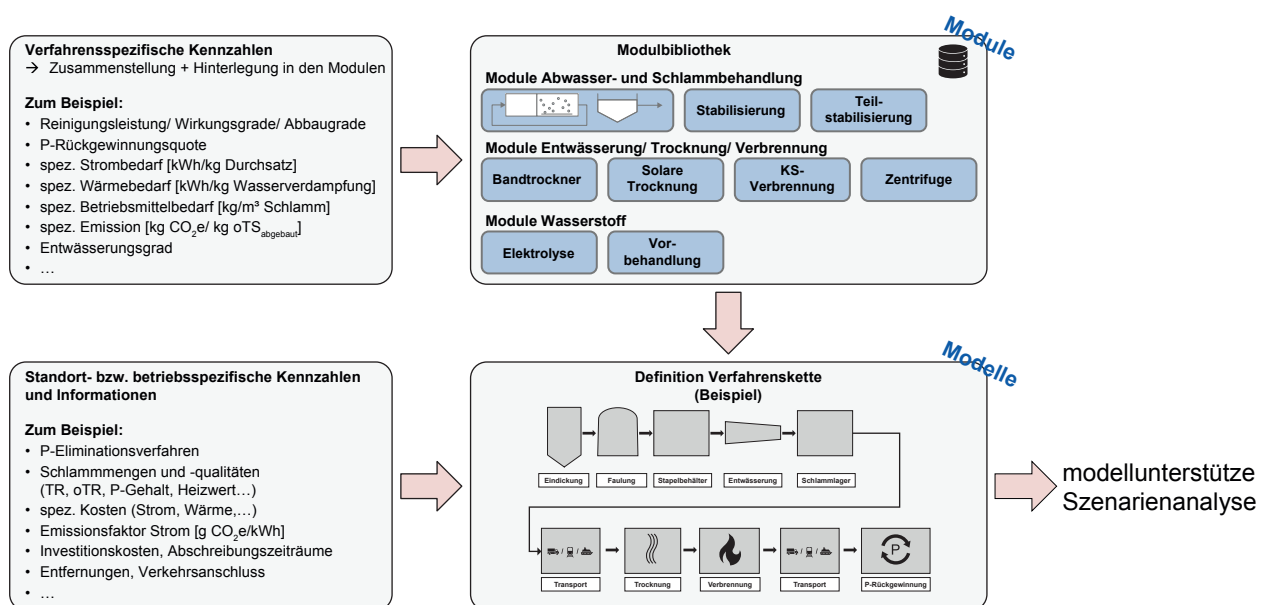 Verfahrensspezifische Kennzahlen
→ Zusammenstellung + Hinterlegung in den Modulen
Zum Beispiel:
• Reinigungsleistung/ Wirkungsgrade/ Abbaugrade
• P-Rückgewinnungsquote
• spez. Strombedarf [kWh/kg Durchsatz]
• spez. Wärmebedarf [kWh/kg Wasserverdampfung]
• spez. Betriebsmittelbedarf [kg/m³ Schlamm]
• spez. Emission [kg CO₂e/ kg oTS abgebaut]
• Entwässerungsgrad
• …
Module
Modulbibliothek
Module Abwasser- und Schlammbehandlung
Stabilisierung
Teil-
stabilisierung
Module Entwässerung/ Trocknung/ Verbrennung
Bandtrockner
Solare
Trocknung
KS-
Verbrennung
Zentrifuge
Module Wasserstoff
Elektrolyse
Vor-
behandlung
Standort- bzw. betriebsspezifische Kennzahlen
und Informationen
Zum Beispiel:
• P-Eliminationsverfahren
• Schlammmengen und -qualitäten
(TR, oTR, P-Gehalt, Heizwert…)
• spez. Kosten (Strom, Wärme,…)
• Emissionsfaktor Strom [g CO₂e/kWh]
• Investitionskosten, Abschreibungszeiträume
• Entfernungen, Verkehrsanschluss
• …
Modelle
Definition Verfahrenskette
(Beispiel)
Eindickung
Faulung
Stapelbehälter
Entwässerung
Schlammlager
/ /
/ /
P
Transport
Trocknung
Verbrennung
Transport
P-Rückgewinnung
modellunterstütze
Szenarienanalyse